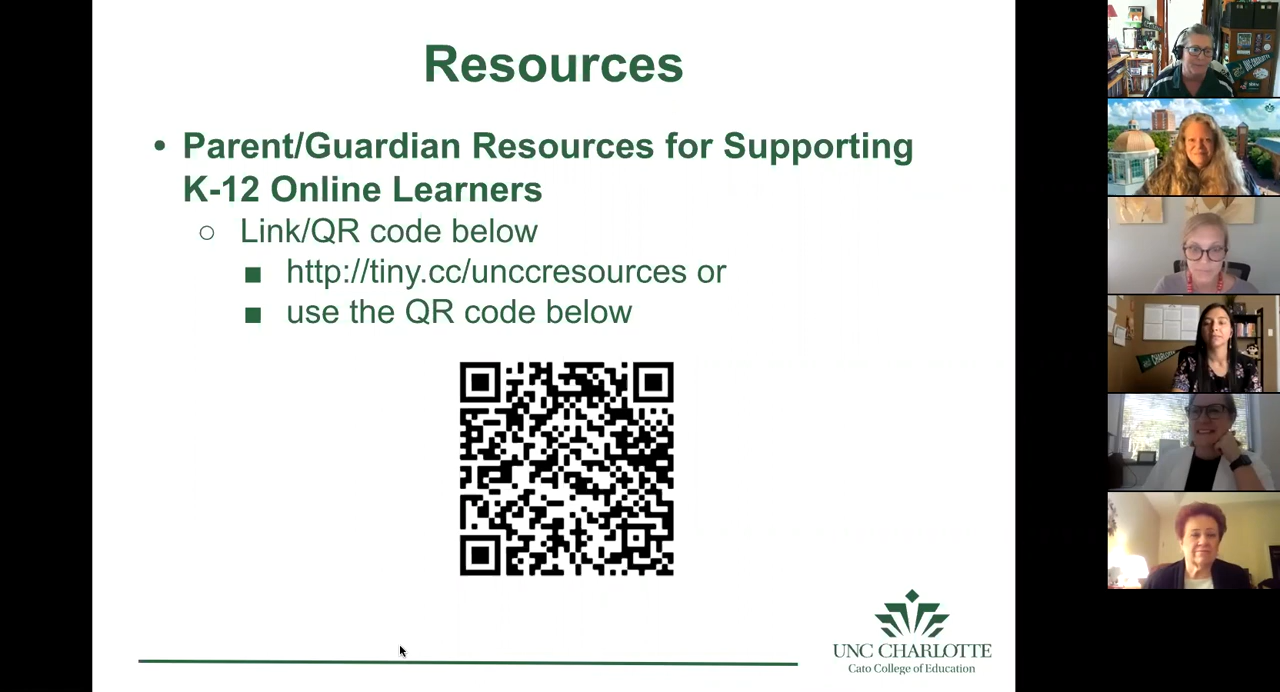 Resources
• Parent/Guardian Resources for Supporting
K-12 Online Learners
○ Link/QR code below
■ http://tiny.cc/unccresources or
■ use the QR code below
UNC CHARLOTTE
Cato College of Education